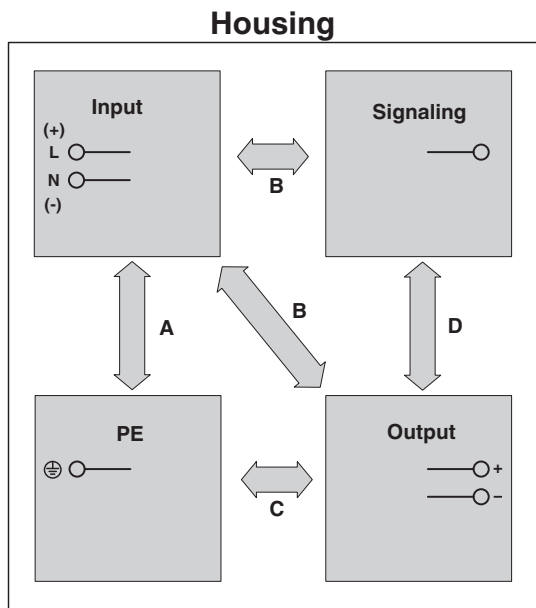 Housing
Input
Signaling
(+)
L
N
(-)
B
A
B
D
PE
Output
+
−
C